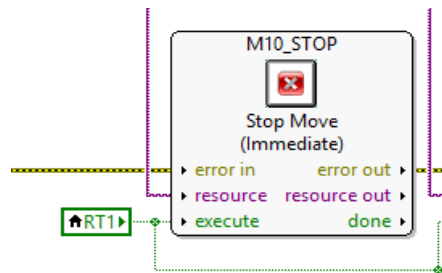 M10_STOP
Stop Move
(Immediate)
error in error out
resource resource out
RT1 execute done